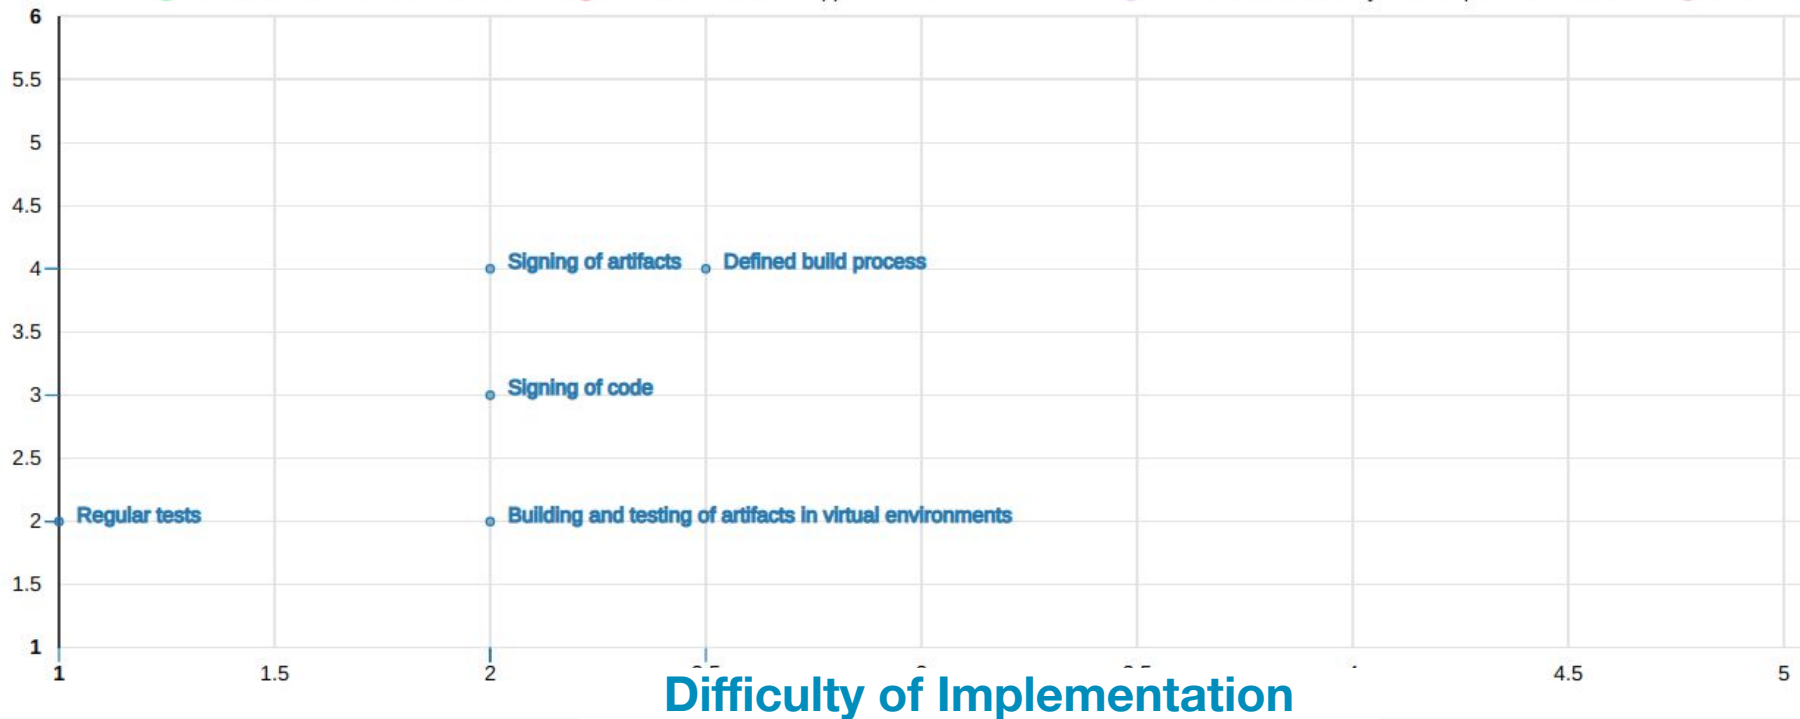 6
5.5
5
4.5
4 Signing of artifacts Defined build process
3.5
3 Signing of code
2.5
2 Regular tests Building and testing of artifacts in virtual environments
1.5
1
1 1.5 2 4.5 5
Difficulty of Implementation